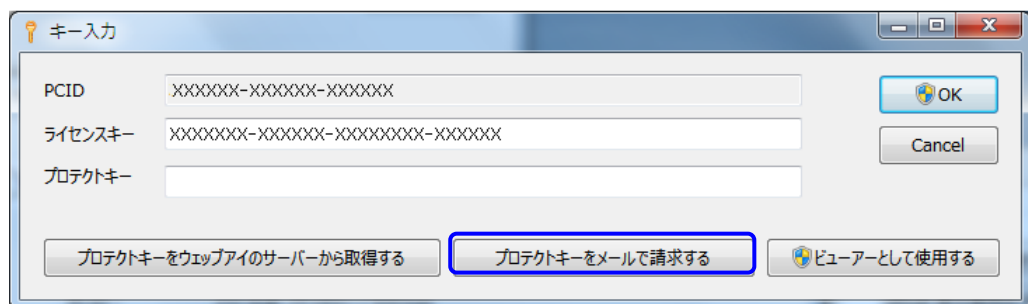 キー入力
PCID XXXXXX-XXXXXX-XXXXXX OK
ライセンスキー XXXXXXX-XXXXXX-XXXXXXXX-XXXXXX Cancel
プロテクトキー
プロテクトキーをウェッブアイのサーバーから取得する プロテクトキーをメールで請求する ビューアーとして使用する